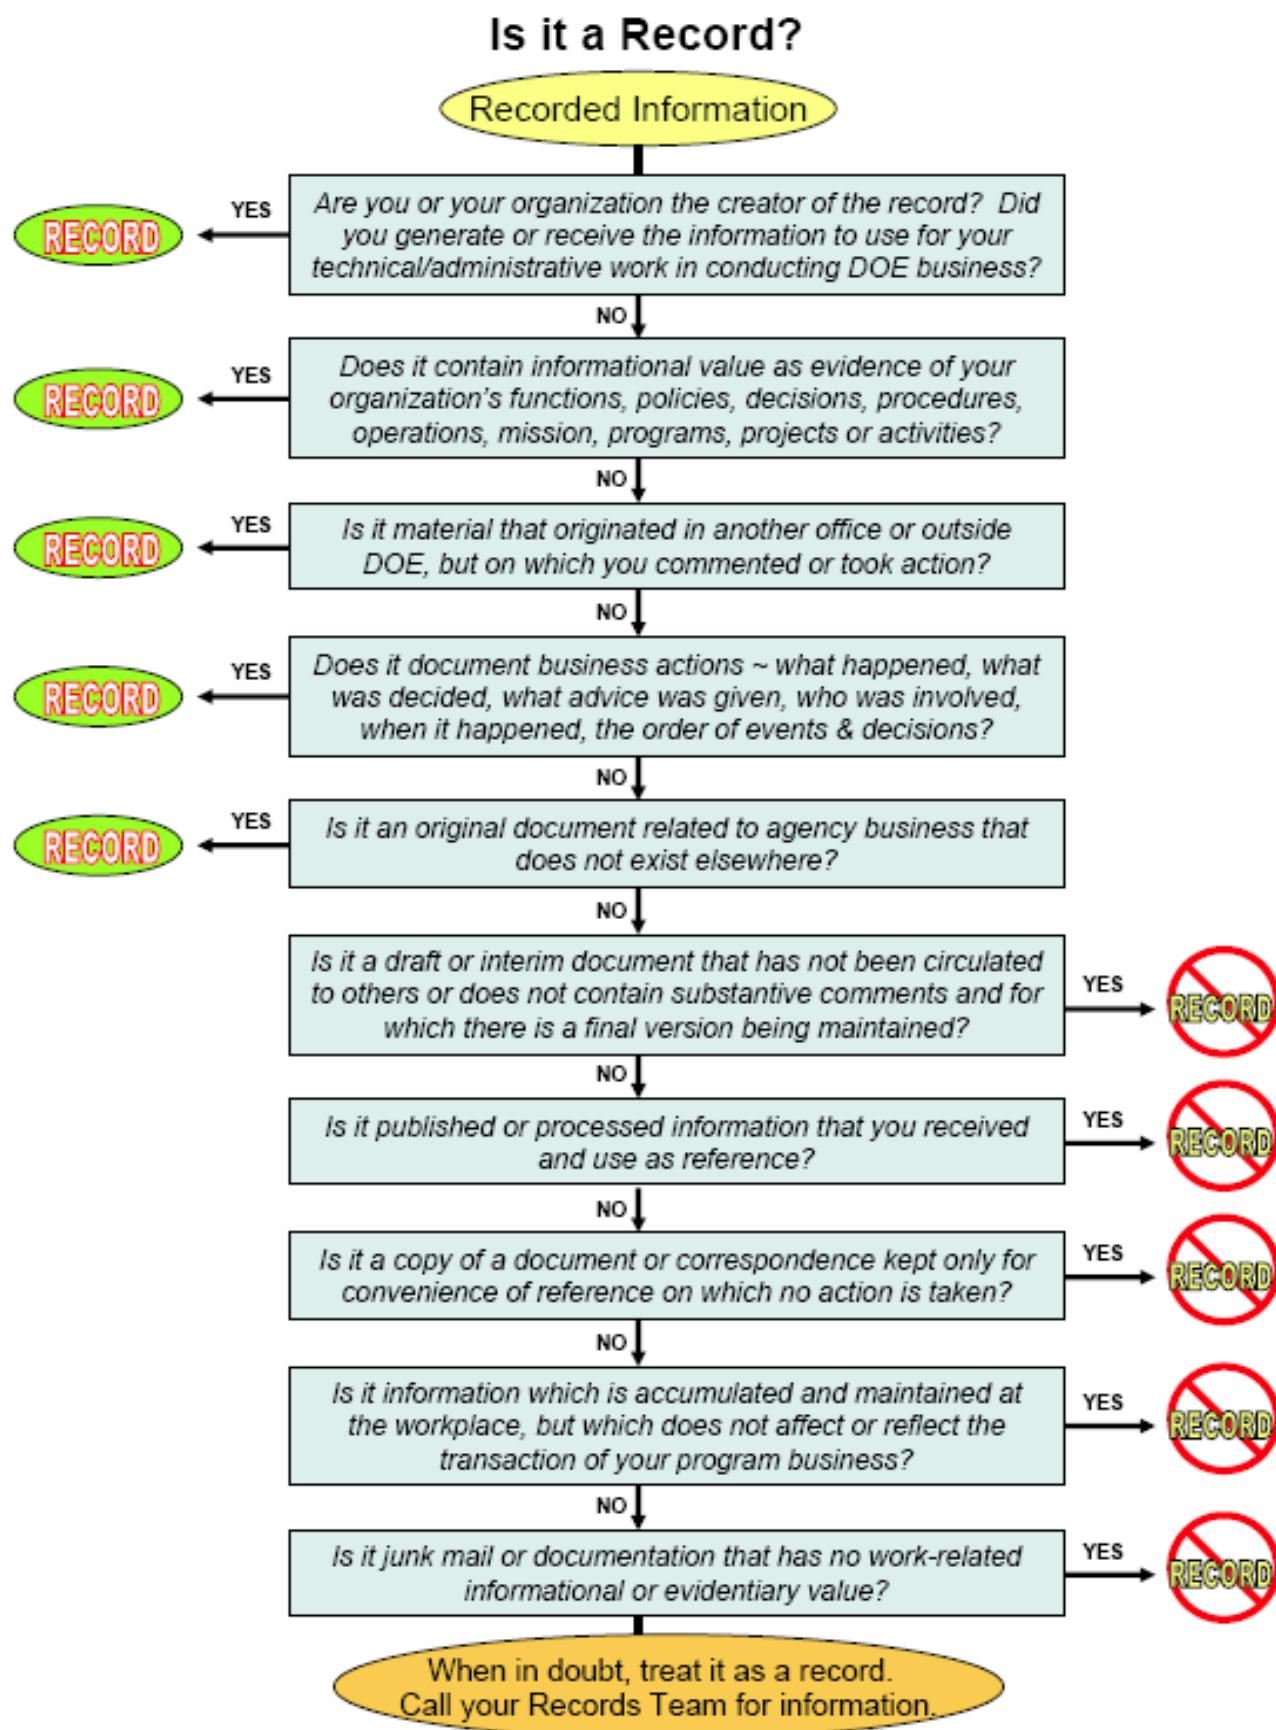 Is it a Record?
Recorded Information
Are you or your organization the creator of the record? Did
you generate or receive the information to use for your
technical/administrative work in conducting DOE business?
YES
RECORD
NO
Does it contain informational value as evidence of your
organization's functions, policies, decisions, procedures,
operations, mission, programs, projects or activities?
YES
RECORD
NO
Is it material that originated in another office or outside
DOE, but on which you commented or took action?
YES
RECORD
NO
Does it document business actions ~ what happened, what
was decided, what advice was given, who was involved,
when it happened, the order of events & decisions?
YES
RECORD
NO
Is it an original document related to agency business that
does not exist elsewhere?
YES
RECORD
NO
Is it a draft or interim document that has not been circulated
to others or does not contain substantive comments and for
which there is a final version being maintained?
YES
RECORD
NO
Is it published or processed information that you received
and use as reference?
YES
RECORD
NO
Is it a copy of a document or correspondence kept only for
convenience of reference on which no action is taken?
YES
RECORD
NO
Is it information which is accumulated and maintained at
the workplace, but which does not affect or reflect the
transaction of your program business?
YES
RECORD
NO
Is it junk mail or documentation that has no work-related
informational or evidentiary value?
YES
RECORD
When in doubt, treat it as a record.
Call your Records Team for information.